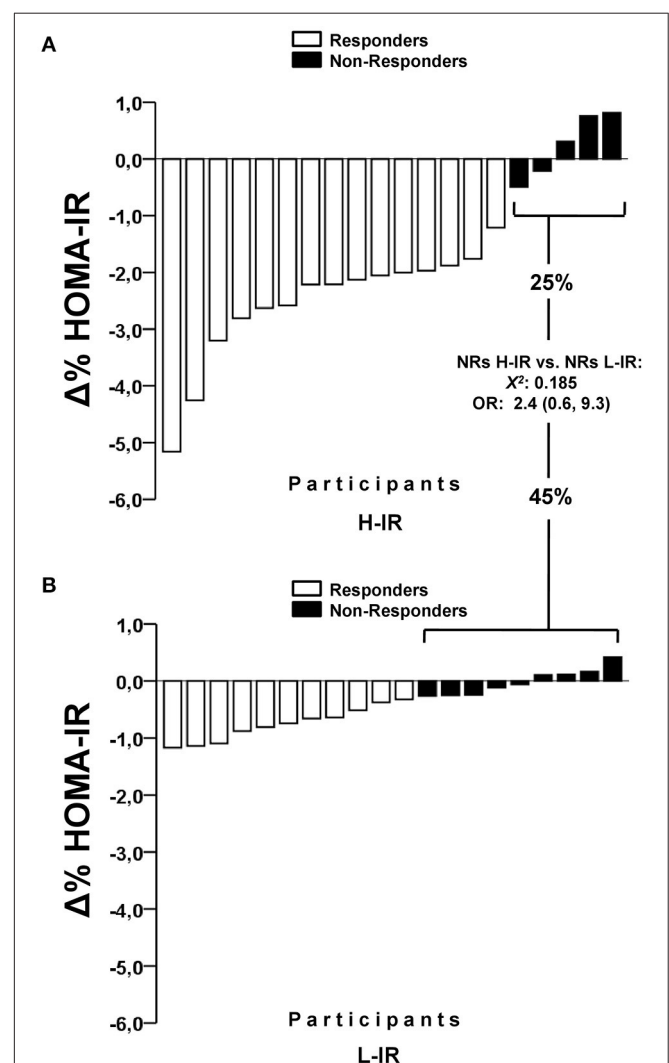 A
Responders
Non-Responders
Δ% HOMA-IR
1,0
0,0
-1,0
-2,0
-3,0
-4,0
-5,0
-6,0
25%
NRs H-IR vs. NRs L-IR:
X²: 0.185
OR: 2.4 (0.6, 9.3)
45%
Participants
H-IR
B
Responders
Non-Responders
Δ% HOMA-IR
1,0
0,0
-1,0
-2,0
-3,0
-4,0
-5,0
-6,0
Participants
L-IR